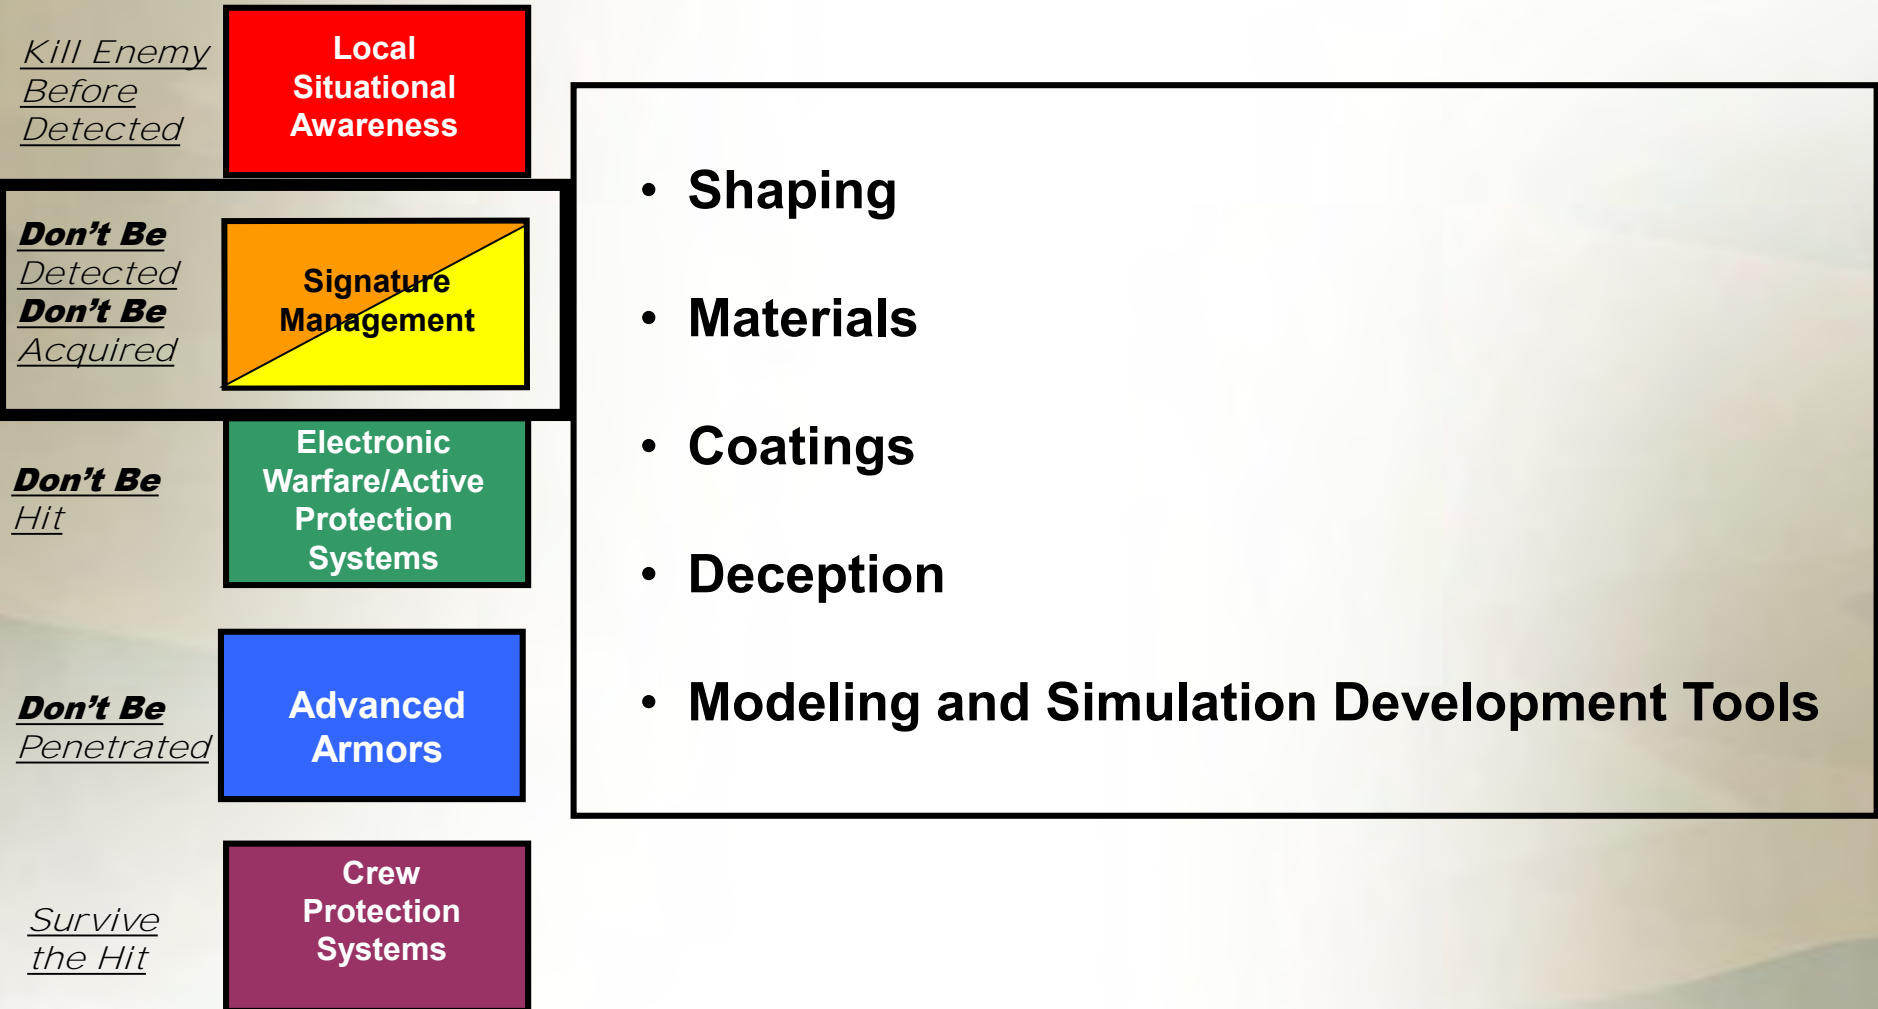 Kill Enemy
Before
Detected
Local
Situational
Awareness
Don't Be
Detected
Don't Be
Acquired
Signature
Management
Don't Be
Hit
Electronic
Warfare/Active
Protection
Systems
Don't Be
Penetrated
Advanced
Armors
Survive
the Hit
Crew
Protection
Systems
• Shaping
• Materials
• Coatings
• Deception
• Modeling and Simulation Development Tools